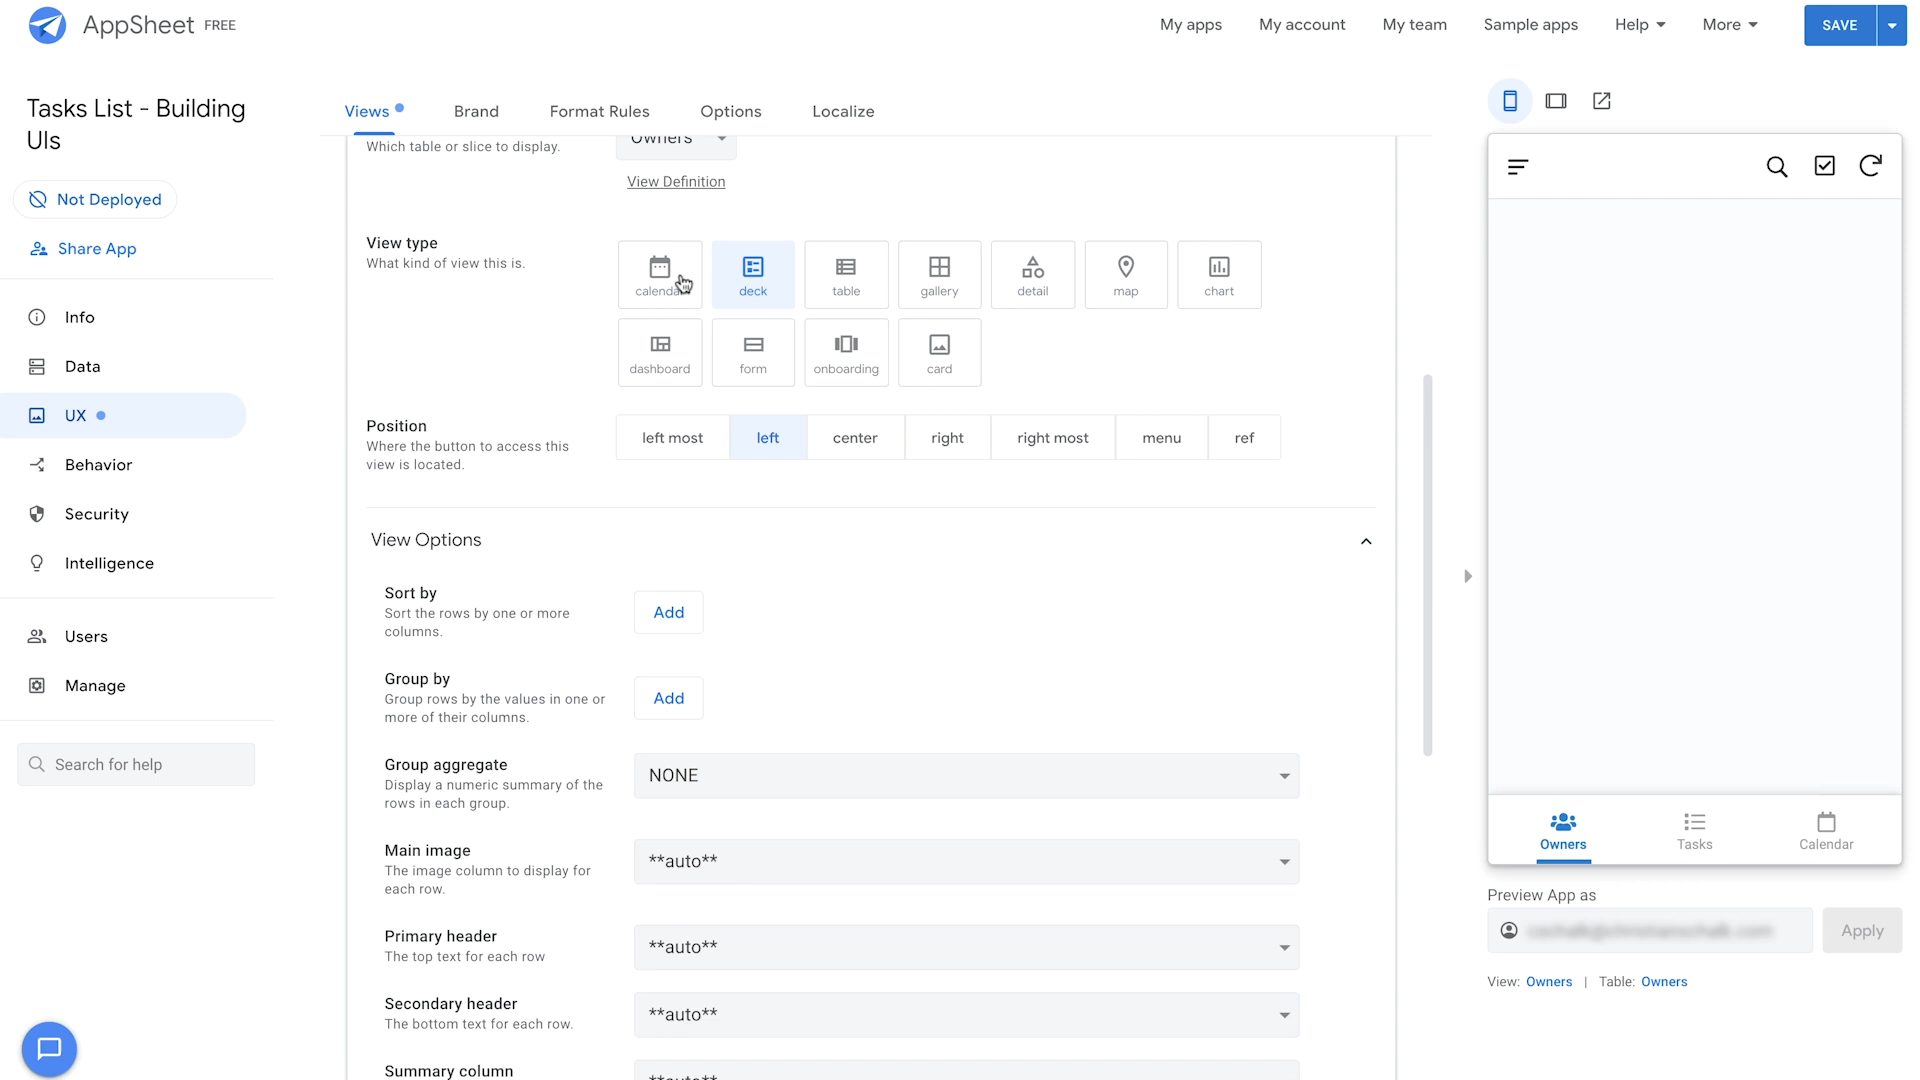 AppSheet FREE
My apps
My account
My team
Sample apps
Help
More
SAVE
Tasks List - Building
UIs
Not Deployed
Share App
Info
Data
UX
Behavior
Security
Intelligence
Users
Manage
Search for help
Views
Brand
Format Rules
Options
Localize
Which table or slice to display.
Owners
View Definition
View type
What kind of view this is.
deck
table
gallery
detail
map
chart
dashboard
form
onboarding
card
Position
Where the button to access this
view is located.
left most
left
center
right
right most
menu
ref
View Options
Sort by
Sort the rows by one or more
columns.
Add
Group by
Group rows by the values in one or
more of their columns.
Add
Group aggregate
Display a numeric summary of the
rows in each group.
NONE
Main image
The image column to display for
each row.
**auto**
Primary header
The top text for each row
**auto**
Secondary header
The bottom text for each row.
**auto**
Summary column
**auto**
Owners
Tasks
Calendar
Preview App as
Apply
View: Owners | Table: Owners